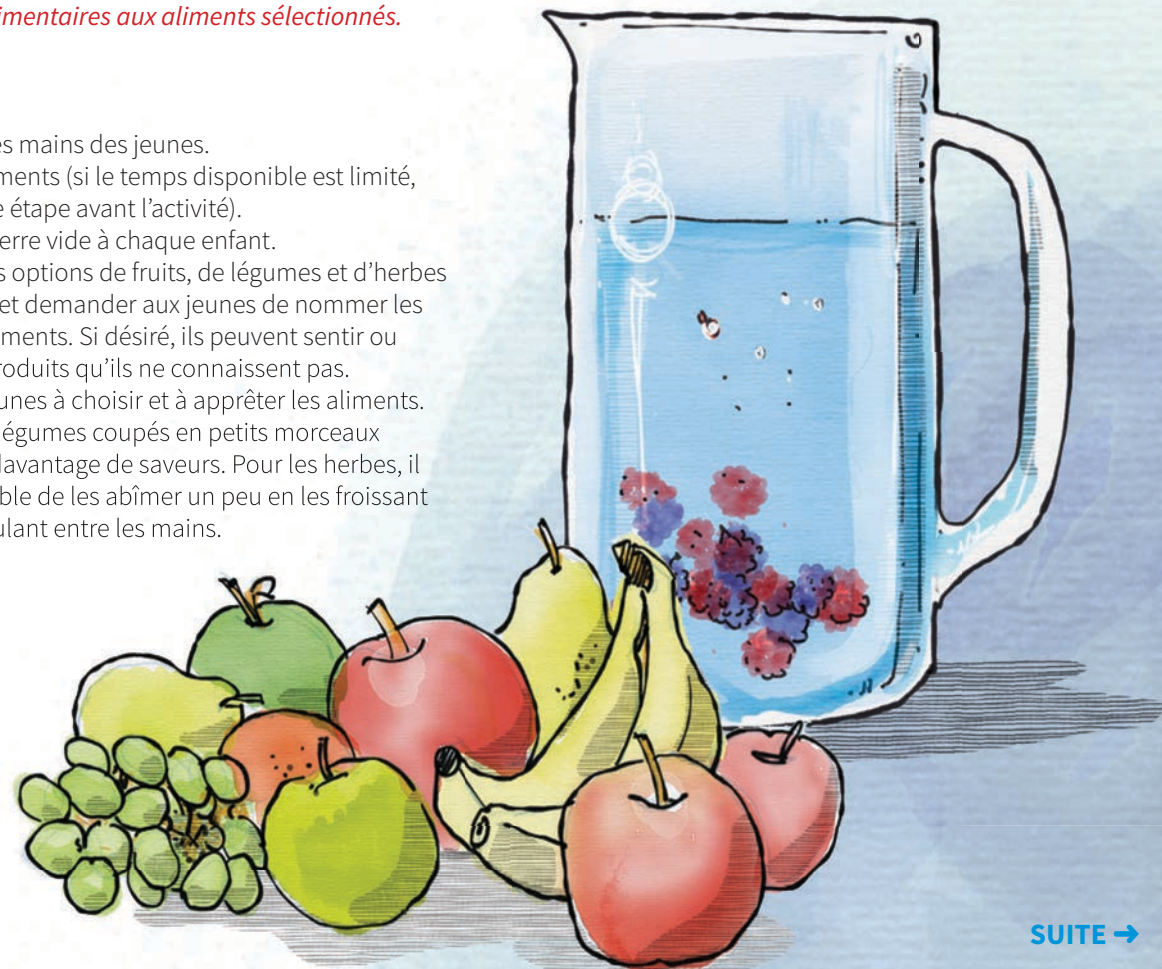 imentaires aux aliments sélectionnés.
es mains des jeunes.
ments (si le temps disponible est limité,
e étape avant l’activité).
erre vide à chaque enfant.
s options de fruits, de légumes et d’herbes
et demander aux jeunes de nommer les
ments. Si désiré, ils peuvent sentir ou
roduits qu’ils ne connaissent pas.
unes à choisir et à apprêter les aliments.
légumes coupés en petits morceaux
davantage de saveurs. Pour les herbes, il
ble de les abîmer un peu en les froissant
ulant entre les mains.
SUITE ➔